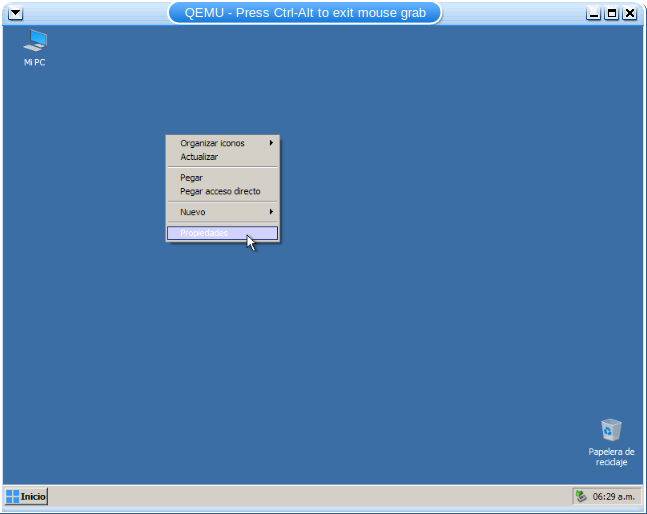 QEMU - Press Ctrl-Alt to exit mouse grab
Mi PC
Organizar iconos
Actualizar
Pegar
Pegar acceso directo
Nuevo
Propiedades
Papelera de
reciclaje
Inicio
06:29 a.m.